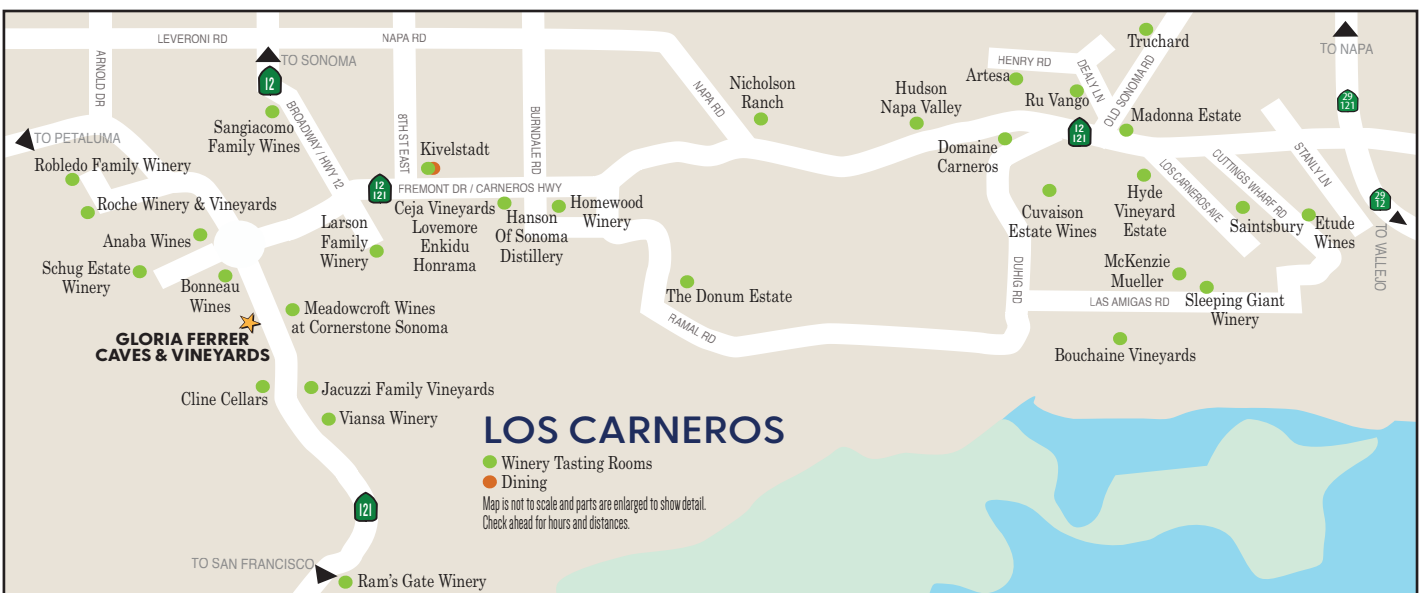 LEVERONI RD
NAPA RD
TO SONOMA
12
ARNOLD DR
BROADWAY / HWY 12
8TH ST EAST
BURNDALE RD
NAPA RD
Nicholson
Ranch
Hudson
Napa Valley
Artesa
HENRY RD
DEALY LN
Ru Vango
OLD SONOMA RD
Truchard
TO NAPA
29
121
Madonna Estate
12
121
Domaine
Carneros
TO PETALUMA
Sangiacomo
Family Wines
Kivelstadt
Robledo Family Winery
Roche Winery & Vineyards
12
121
FREMONT DR / CARNEROS HWY
Ceja Vineyards
Lovemore
Enkidu
Honrama
Hanson
Of Sonoma
Distillery
Homewood
Winery
Larson
Family
Winery
Anaba Wines
Schug Estate
Winery
Bonneau
Wines
Meadowcroft Wines
at Cornerstone Sonoma
GLORIA FERRER
CAVES & VINEYARDS
The Donum Estate
RAMAL RD
DUHIG RD
Cuvaison
Estate Wines
Hyde
Vineyard
Estate
LOS CARNEROS AVE
CUTTINGS WHARF RD
STANLY LN
Saintsbury
Etude
Wines
29
12
TO VALLEJO
McKenzie
Mueller
LAS AMIGAS RD
Sleeping Giant
Winery
Bouchaine Vineyards
Cline Cellars
Jacuzzi Family Vineyards
Viansa Winery
LOS CARNEROS
Winery Tasting Rooms
Dining
Map is not to scale and parts are enlarged to show detail.
Check ahead for hours and distances.
121
TO SAN FRANCISCO
Ram's Gate Winery